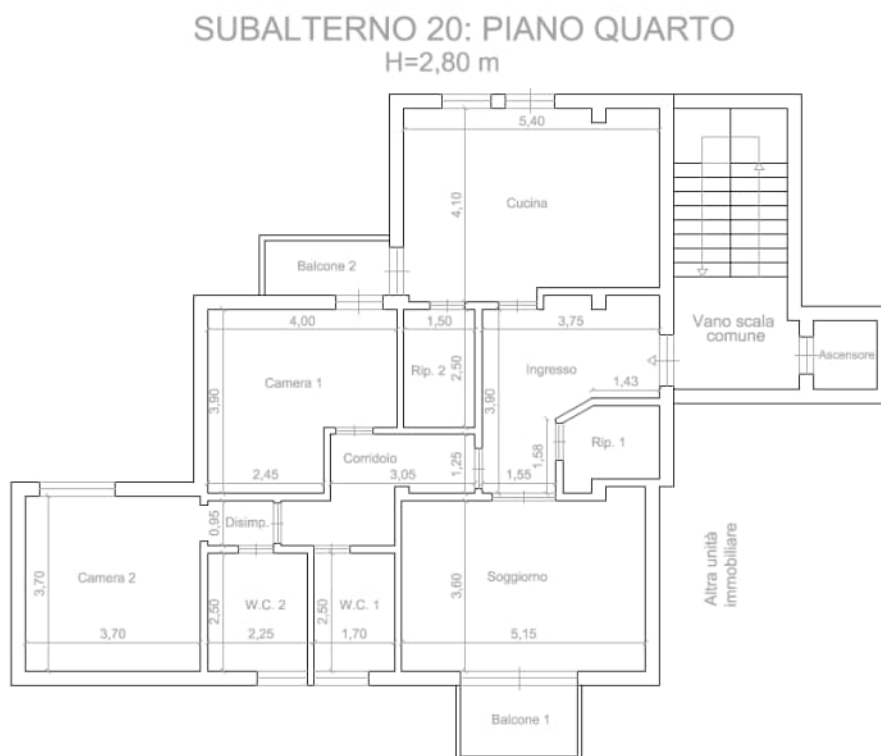 SUBALTERNO 20: PIANO QUARTO
H=2,80 m
5,40
4,10
Cucina
Balcone 2
4,00
1,50
3,75
Vano scala
comune
Ascensore
Camera 1
Rip. 2
2,50
Ingresso
3,90
3,90
1,43
Corridoio
1,25
1,58
Rip. 1
2,45
3,05
1,55
0,95
Disimp.
Camera 2
3,70
3,70
W.C. 2
2,50
2,25
W.C. 1
2,50
1,70
Soggiorno
3,60
5,15
Altra unità
immobiliare
Balcone 1